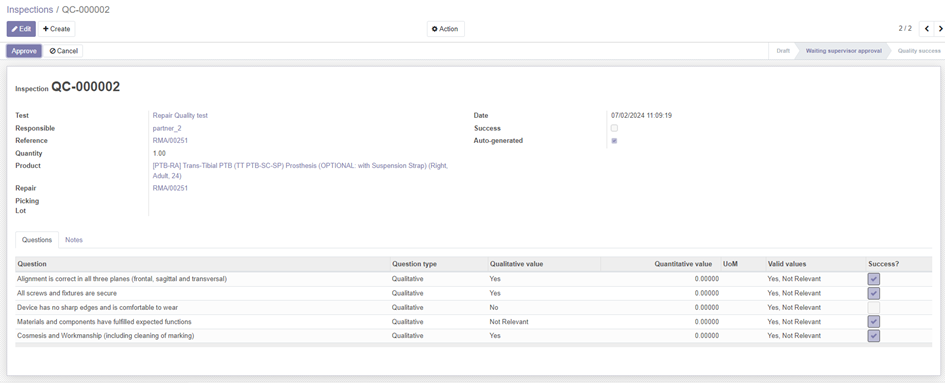 Inspections / QC-000002
Edit
Create
Action
2 / 2
Approve
Cancel
Draft
Waiting supervisor approval
Quality success
Inspection QC-000002
Test Repair Quality test
Date 07/02/2024 11:09:19
Responsible partner_2
Success
Reference RMA/00251
Auto-generated
Quantity 1.00
Product [PTB-RA] Trans-Tibial PTB (TT PTB-SC-SP) Prosthesis (OPTIONAL: with Suspension Strap) (Right,
Adult, 24)
Repair RMA/00251
Picking
Lot
Questions Notes
Question Question type Qualitative value Quantitative value UoM Valid values Success?
Alignment is correct in all three planes (frontal, sagittal and transversal) Qualitative Yes 0.00000 Yes, Not Relevant
All screws and fixtures are secure Qualitative Yes 0.00000 Yes, Not Relevant
Device has no sharp edges and is comfortable to wear Qualitative No 0.00000 Yes, Not Relevant
Materials and components have fulfilled expected functions Qualitative Not Relevant 0.00000 Yes, Not Relevant
Cosmesis and Workmanship (including cleaning of marking) Qualitative Yes 0.00000 Yes, Not Relevant